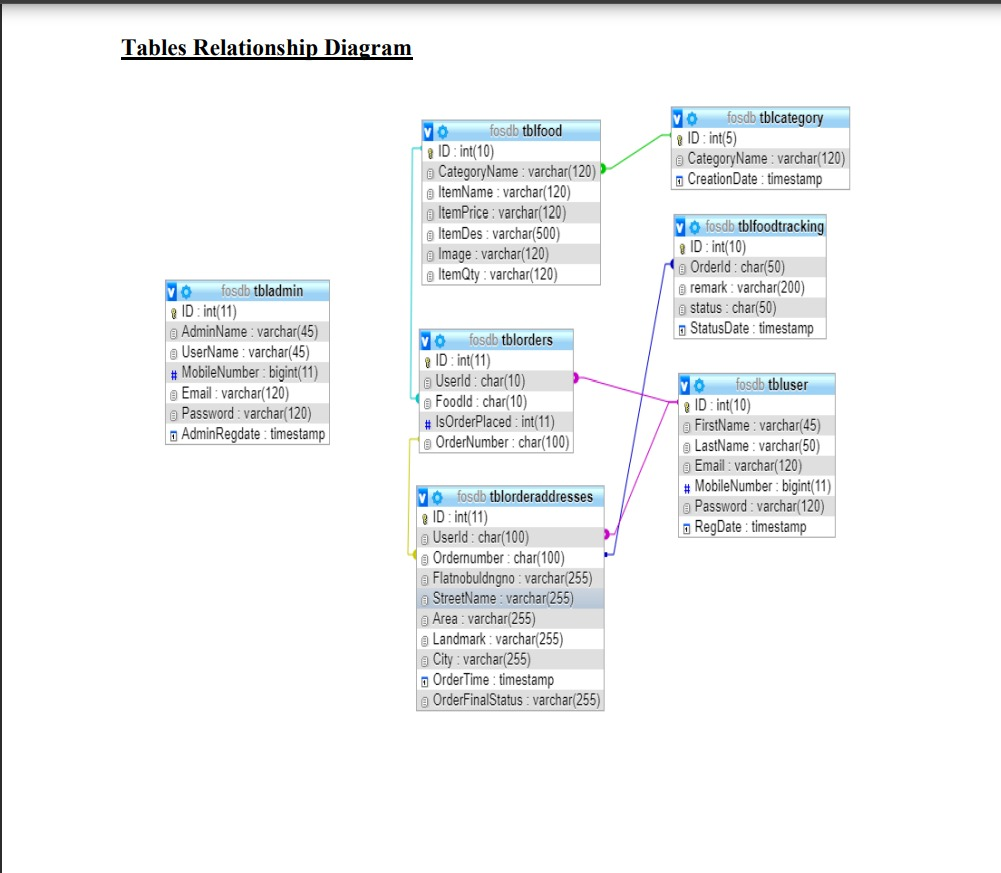 Tables Relationship Diagram
fosdb tblfood
ID : int(10)
CategoryName : varchar(120)
ItemName : varchar(120)
ItemPrice : varchar(120)
ItemDes : varchar(500)
Image : varchar(120)
ItemQty : varchar(120)
fosdb tblcategory
ID : int(5)
CategoryName : varchar(120)
CreationDate : timestamp
fosdb tblfoodtracking
ID : int(10)
OrderId : char(50)
remark : varchar(200)
status : char(50)
StatusDate : timestamp
fosdb tbladmin
ID : int(11)
AdminName : varchar(45)
UserName : varchar(45)
MobileNumber : bigint(11)
Email : varchar(120)
Password : varchar(120)
AdminRegdate : timestamp
fosdb tblorders
ID : int(11)
UserId : char(10)
FoodId : char(10)
IsOrderPlaced : int(11)
OrderNumber : char(100)
fosdb tbluser
ID : int(10)
FirstName : varchar(45)
LastName : varchar(50)
Email : varchar(120)
MobileNumber : bigint(11)
Password : varchar(120)
RegDate : timestamp
fosdb tblorderaddresses
ID : int(11)
UserId : char(100)
Ordernumber : char(100)
Flatnobuldngno : varchar(255)
StreetName : varchar(255)
Area : varchar(255)
Landmark : varchar(255)
City : varchar(255)
OrderTime : timestamp
OrderFinalStatus : varchar(255)